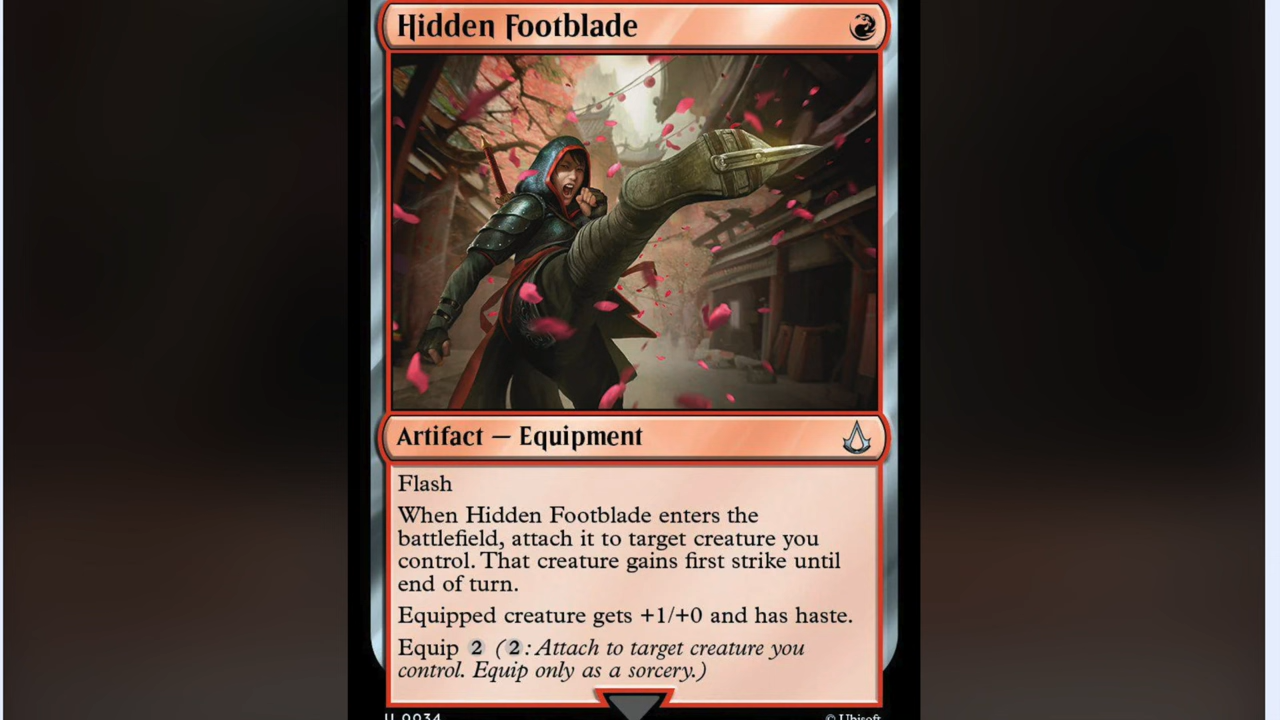 Hidden Footblade
Artifact — Equipment
Flash
When Hidden Footblade enters the
battlefield, attach it to target creature you
control. That creature gains first strike until
end of turn.
Equipped creature gets +1/+0 and has haste.
Equip 2 (2: Attach to target creature you
control. Equip only as a sorcery.)
U 0034
© Ubisoft